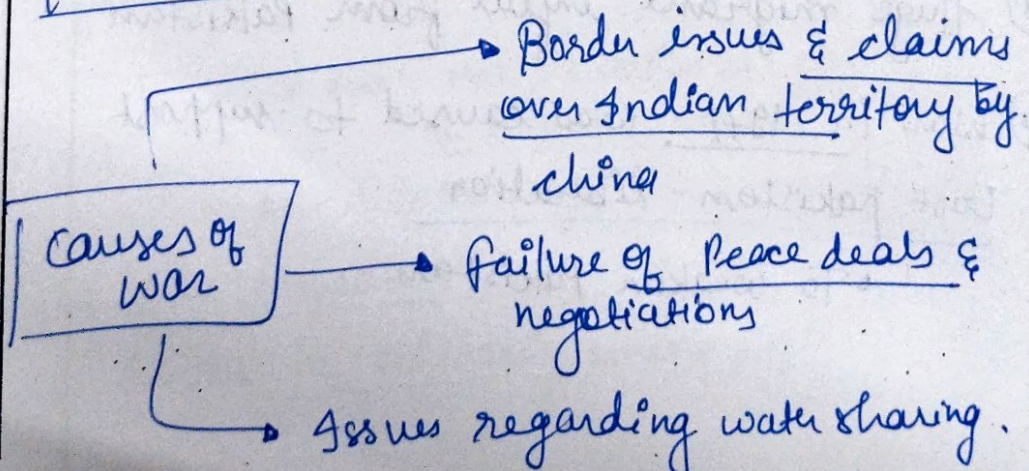 Border issues & claims
over Indian territory by
china
Causes of
war
failure of Peace deals &
negotiations
Issues regarding water sharing.